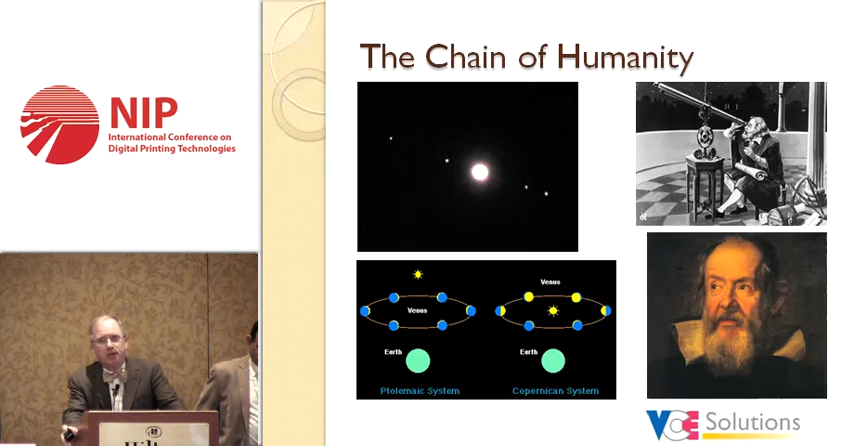 NIP
International Conference on
Digital Printing Technologies
The Chain of Humanity
Venus
Earth
Ptolemaic System
Venus
Earth
Copernican System
VCE Solutions